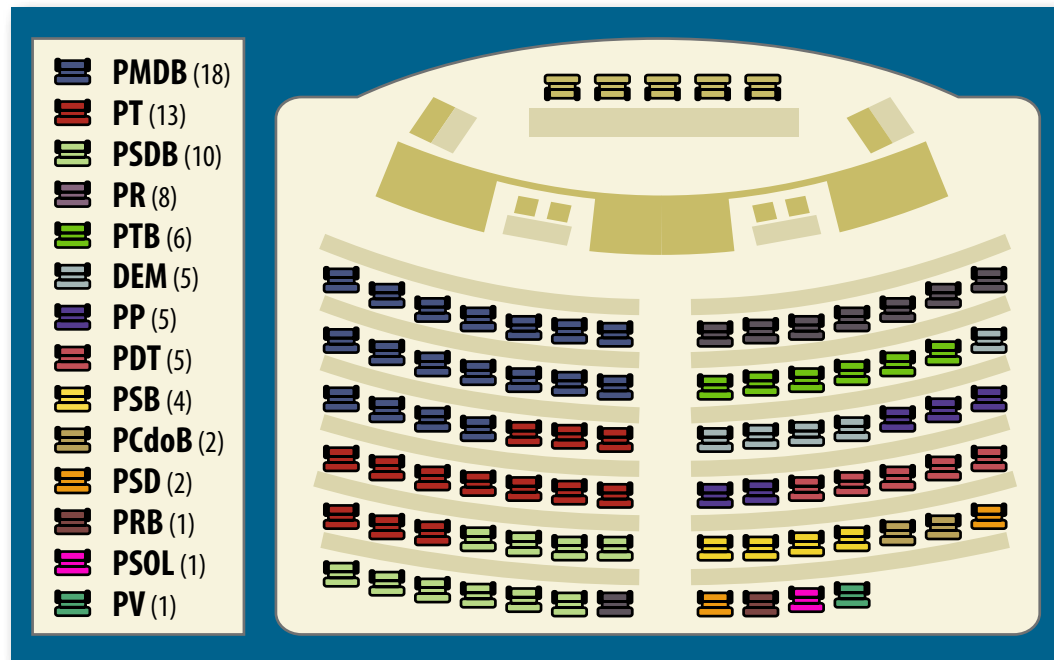 PMDB (18)
PT (13)
PSDB (10)
PR (8)
PTB (6)
DEM (5)
PP (5)
PDT (5)
PSB (4)
PCdoB (2)
PSD (2)
PRB (1)
PSOL (1)
PV (1)